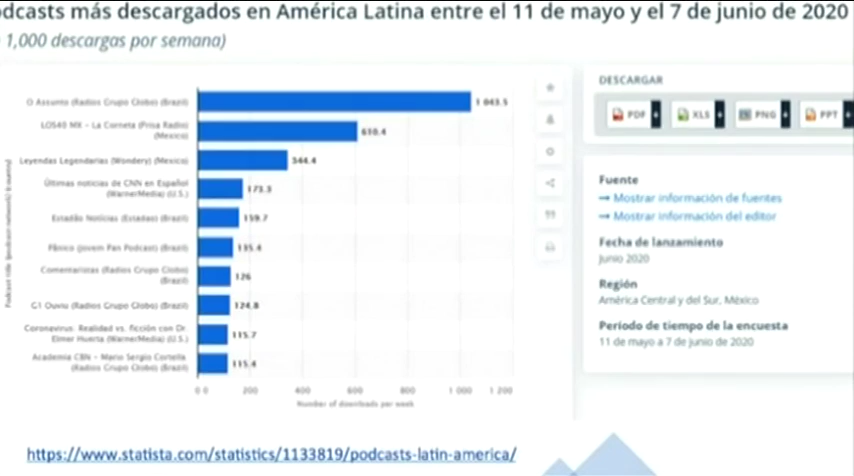 odcasts más descargados en América Latina entre el 11 de mayo y el 7 de junio de 2020
1,000 descargas por semana)
O Assunto (Radios Grupo Globo) (Brazil)
1 043.5
LOS40 MX - La Corneta (Prisa Radio)
(Mexico)
610.4
Leyendas Legendarias (Wondery) (Mexico)
344.4
Últimas noticias de CNN en Español
(WarnerMedia) (U.S.)
173.3
Estadão Notícias (Estadao) (Brazil)
159.7
Pânico (Jovem Pan Podcast) (Brazil)
135.4
Comentaristas (Radios Grupo Globo)
(Brazil)
126
G1 Ouviu (Radios Grupo Globo) (Brazil)
124.8
Coronavirus: Realidad vs. ficción con Dr.
Elmer Huerta (WarnerMedia) (U.S.)
115.7
Academia CBN - Mario Sergio Cortella
(Radios Grupo Globo) (Brazil)
115.4
0 0
200
400
600
800
1 000
1 200
Number of downloads per week
DESCARGAR
PDF
XLS
PNG
PPT
Fuente
→ Mostrar información de fuentes
→ Mostrar información del editor
Fecha de lanzamiento
Junio 2020
Región
América Central y del Sur, México
Período de tiempo de la encuesta
11 de mayo a 7 de junio de 2020
https://www.statista.com/statistics/1133819/podcasts-latin-america/